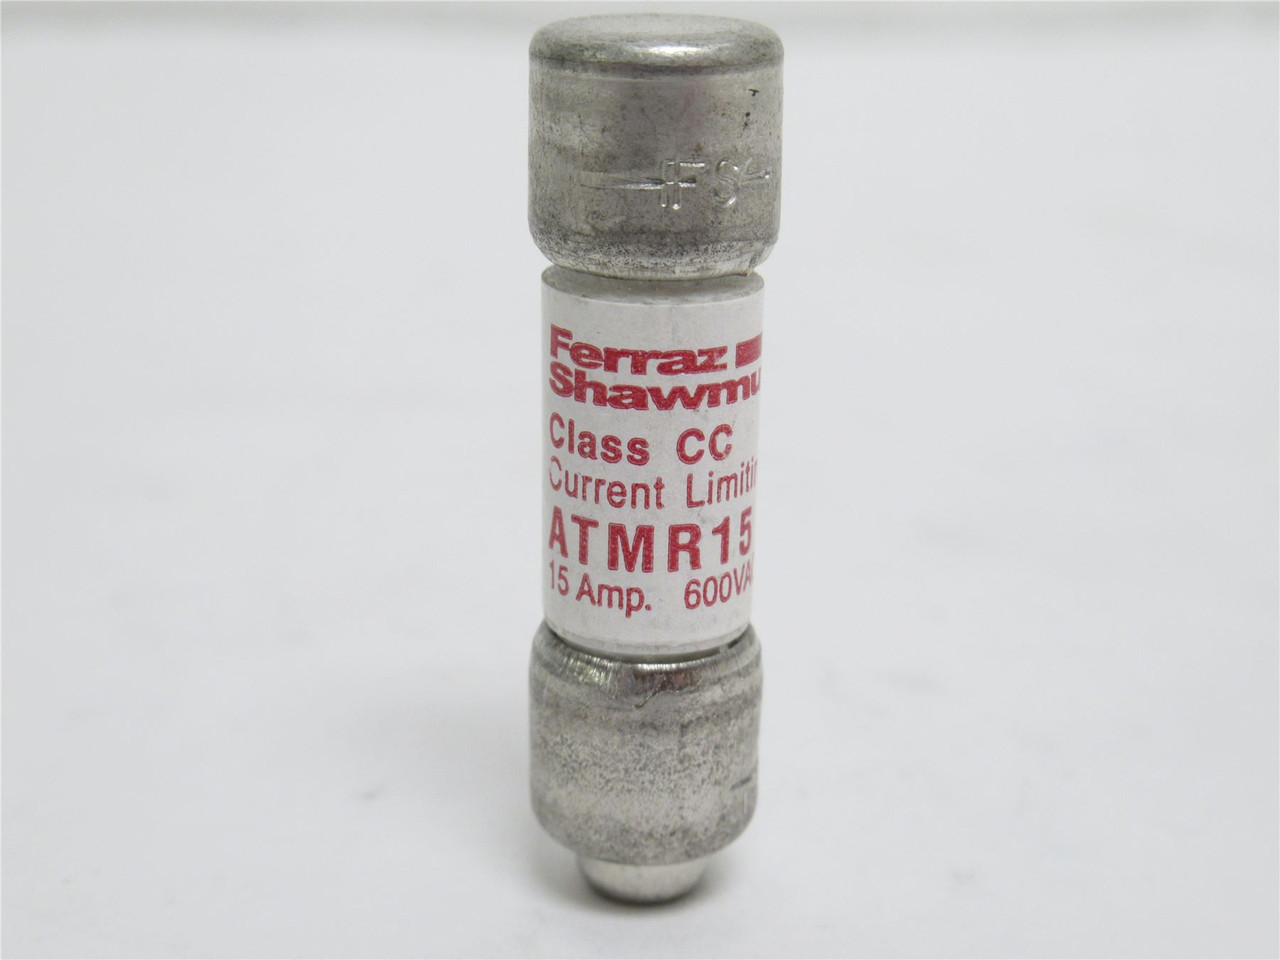 FS
Ferraz
Shawmu
Class CC
Current Limitin
ATMR15
15 Amp. 600VA